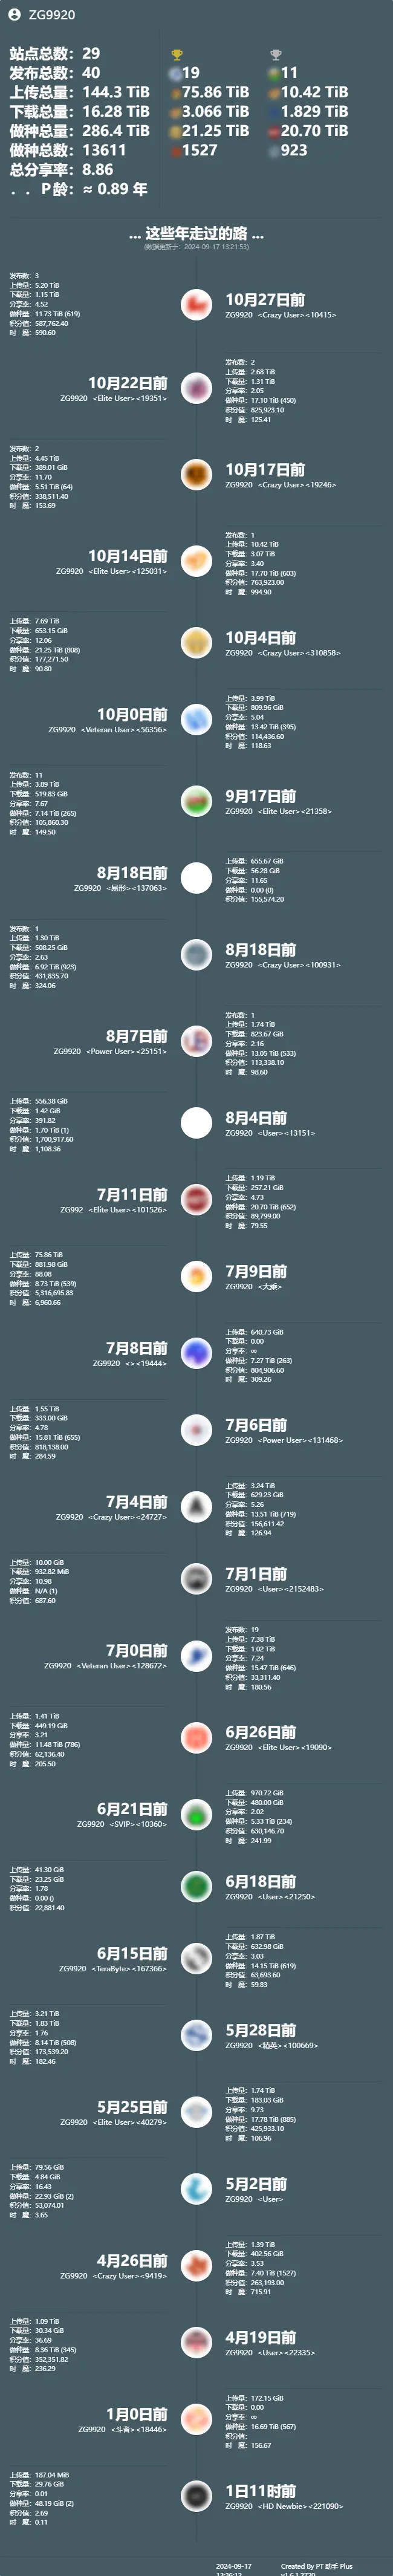 ZG9920
站点总数：29
发布总数：40
上传总量：144.3 TiB
下载总量：16.28 TiB
做种总量：286.4 TiB
做种总数：13611
总分享率：8.86
．．P龄：≈ 0.89 年
19
75.86 TiB
3.066 TiB
21.25 TiB
1527
11
10.42 TiB
1.829 TiB
20.70 TiB
923
... 这些年走过的路 ...
(数据更新于：2024-09-17 13:21:53)
发布数：3
上传量：5.20 TiB
下载量：1.15 TiB
分享率：4.52
做种量：11.73 TiB (619)
积分值：587,762.40
时　魔：590.60
10月27日前
ZG9920 <Crazy User><10415>
10月22日前
ZG9920 <Elite User><19351>
发布数：2
上传量：2.68 TiB
下载量：1.31 TiB
分享率：2.05
做种量：17.10 TiB (450)
积分值：825,923.10
时　魔：125.41
发布数：2
上传量：4.45 TiB
下载量：389.01 GiB
分享率：11.70
做种量：5.51 TiB (64)
积分值：338,511.40
时　魔：153.69
10月17日前
ZG9920 <Crazy User><19246>
10月14日前
ZG9920 <Elite User><125031>
发布数：1
上传量：10.42 TiB
下载量：3.07 TiB
分享率：3.40
做种量：17.70 TiB (603)
积分值：763,923.00
时　魔：994.90
上传量：7.69 TiB
下载量：653.15 GiB
分享率：12.06
做种量：21.25 TiB (808)
积分值：177,271.50
时　魔：90.80
10月4日前
ZG9920 <Crazy User><310858>
10月0日前
ZG9920 <Veteran User><56356>
上传量：3.99 TiB
下载量：809.96 GiB
分享率：5.04
做种量：13.42 TiB (395)
积分值：114,436.60
时　魔：118.63
发布数：11
上传量：3.89 TiB
下载量：519.83 GiB
分享率：7.67
做种量：7.14 TiB (265)
积分值：105,860.30
时　魔：149.50
9月17日前
ZG9920 <Elite User><21358>
8月18日前
ZG9920 <易形><137063>
上传量：655.67 GiB
下载量：56.28 GiB
分享率：11.65
做种量：0.00 (0)
积分值：155,574.20
发布数：1
上传量：1.30 TiB
下载量：508.25 GiB
分享率：2.63
做种量：6.92 TiB (923)
积分值：431,835.70
时　魔：324.06
8月18日前
ZG9920 <Crazy User><100931>
8月7日前
ZG9920 <Power User><25151>
发布数：1
上传量：1.74 TiB
下载量：823.67 GiB
分享率：2.16
做种量：13.05 TiB (533)
积分值：113,338.10
时　魔：98.60
上传量：556.38 GiB
下载量：1.42 GiB
分享率：391.82
做种量：1.70 TiB (1)
积分值：1,700,917.60
时　魔：1,108.36
8月4日前
ZG9920 <User><13151>
7月11日前
ZG992 <Elite User><101526>
上传量：1.19 TiB
下载量：257.21 GiB
分享率：4.73
做种量：20.70 TiB (652)
积分值：89,799.00
时　魔：79.55
上传量：75.86 TiB
下载量：881.98 GiB
分享率：88.08
做种量：8.73 TiB (539)
积分值：5,316,695.83
时　魔：6,960.66
7月9日前
ZG9920 <大乘>
7月8日前
ZG9920 <><19444>
上传量：640.73 GiB
下载量：0.00
分享率：∞
做种量：7.27 TiB (263)
积分值：804,906.60
时　魔：309.26
上传量：1.55 TiB
下载量：333.00 GiB
分享率：4.78
做种量：15.81 TiB (655)
积分值：818,138.00
时　魔：284.59
7月6日前
ZG9920 <Power User><131468>
7月4日前
ZG9920 <Crazy User><24727>
上传量：3.24 TiB
下载量：629.23 GiB
分享率：5.26
做种量：13.51 TiB (719)
积分值：156,611.42
时　魔：126.94
上传量：10.00 GiB
下载量：932.82 MiB
分享率：10.98
做种量：N/A (1)
积分值：687.60
7月1日前
ZG9920 <User><2152483>
7月0日前
ZG9920 <Veteran User><128672>
发布数：19
上传量：7.38 TiB
下载量：1.02 TiB
分享率：7.24
做种量：15.47 TiB (646)
积分值：33,311.40
时　魔：180.56
上传量：1.41 TiB
下载量：449.19 GiB
分享率：3.21
做种量：11.48 TiB (786)
积分值：62,136.40
时　魔：205.50
6月26日前
ZG9920 <Elite User><19090>
6月21日前
ZG9920 <SVIP><10360>
上传量：970.72 GiB
下载量：480.00 GiB
分享率：2.02
做种量：5.33 TiB (234)
积分值：630,146.70
时　魔：241.99
上传量：41.30 GiB
下载量：23.25 GiB
分享率：1.78
做种量：0.00 ()
积分值：22,881.40
6月18日前
ZG9920 <User><21250>
6月15日前
ZG9920 <TeraByte><167366>
上传量：1.87 TiB
下载量：632.98 GiB
分享率：3.03
做种量：14.15 TiB (619)
积分值：63,693.60
时　魔：59.83
上传量：3.21 TiB
下载量：1.83 TiB
分享率：1.76
做种量：8.14 TiB (508)
积分值：173,539.20
时　魔：182.46
5月28日前
ZG9920 <精英><100669>
5月25日前
ZG9920 <Elite User><40279>
上传量：1.74 TiB
下载量：183.03 GiB
分享率：9.73
做种量：17.78 TiB (885)
积分值：425,933.10
时　魔：106.96
上传量：79.56 GiB
下载量：4.84 GiB
分享率：16.43
做种量：22.93 GiB (2)
积分值：53,074.01
时　魔：3.65
5月2日前
ZG9920 <User>
4月26日前
ZG9920 <Crazy User><9419>
上传量：1.39 TiB
下载量：402.56 GiB
分享率：3.53
做种量：7.40 TiB (1527)
积分值：263,193.00
时　魔：715.91
上传量：1.09 TiB
下载量：30.34 GiB
分享率：36.69
做种量：8.36 TiB (345)
积分值：352,351.82
时　魔：236.29
4月19日前
ZG9920 <User><22335>
1月0日前
ZG9920 <斗者><18446>
上传量：172.15 GiB
下载量：0.00
分享率：∞
做种量：16.69 TiB (567)
积分值：
时　魔：156.67
上传量：187.04 MiB
下载量：29.76 GiB
分享率：0.01
做种量：48.19 GiB (2)
积分值：2.69
时　魔：0.11
1日11时前
ZG9920 <HD Newbie><221090>
2024-09-17
Created By PT 助手 Plus